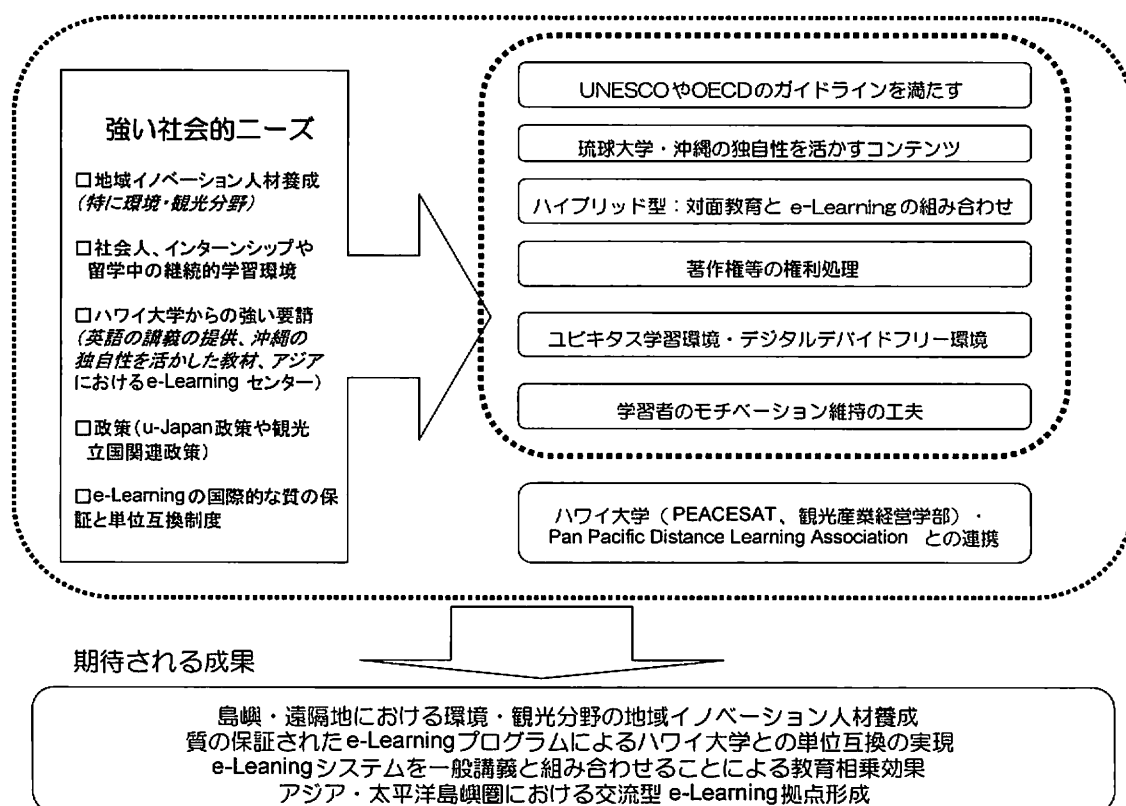 強い社会的ニーズ
□地域イノベーション人材養成
(特に環境・観光分野)
□社会人、インターンシップや
留学中の継続的学習環境
□ハワイ大学からの強い要請
(英語の講義の提供、沖縄の
独自性を活かした教材、アジア
におけるe-Learning センター)
□政策(u-Japan政策や観光
立国関連政策)
□e-Learningの国際的な質の保
証と単位互換制度
UNESCOやOECDのガイドラインを満たす
琉球大学・沖縄の独自性を活かすコンテンツ
ハイブリッド型：対面教育と e-Learningの組み合わせ
著作権等の権利処理
ユビキタス学習環境・デジタルデバイドフリー環境
学習者のモチベーション維持の工夫
ハワイ大学（PEACESAT、観光産業経営学部）・
Pan Pacific Distance Learning Association との連携
期待される成果
島嶼・遠隔地における環境・観光分野の地域イノベーション人材養成
質の保証されたe-Learningプログラムによるハワイ大学との単位互換の実現
e-Leaningシステムを一般講義と組み合わせることによる教育相乗効果
アジア・太平洋島嶼圏における交流型 e-Learning拠点形成